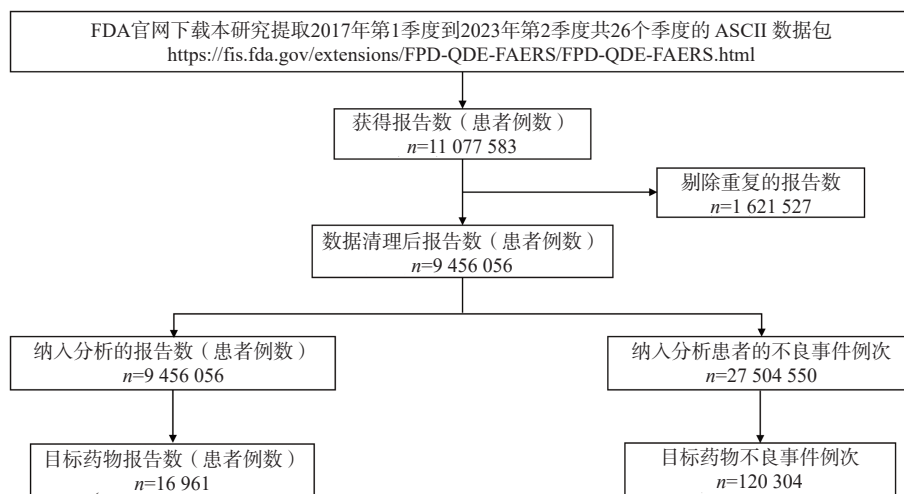 FDA官网下载本研究提取2017年第1季度到2023年第2季度共26个季度的 ASCII 数据包
https://fis.fda.gov/extensions/FPD-QDE-FAERS/FPD-QDE-FAERS.html
获得报告数（患者例数）
n=11 077 583
剔除重复的报告数
n=1 621 527
数据清理后报告数（患者例数）
n=9 456 056
纳入分析的报告数（患者例数）
n=9 456 056
纳入分析患者的不良事件例次
n=27 504 550
目标药物报告数（患者例数）
n=16 961
目标药物不良事件例次
n=120 304